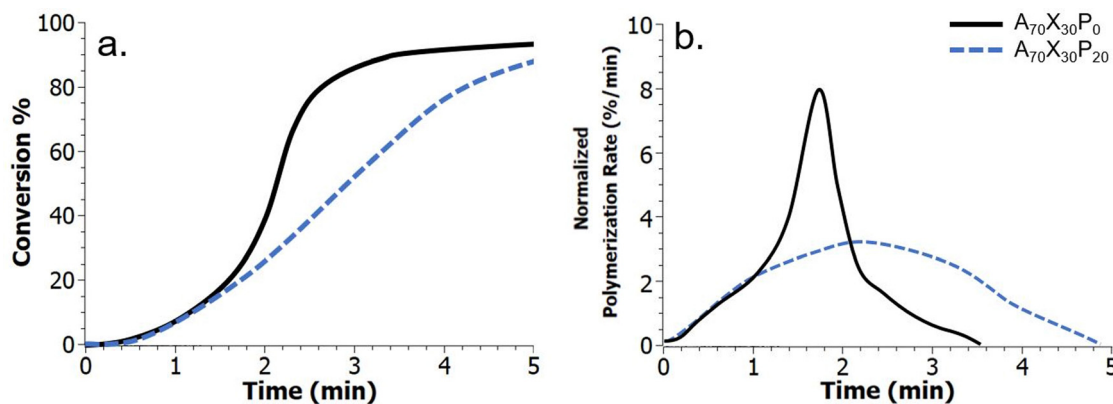 a.
100
80
60
40
20
0
Conversion %
0 1 2 3 4 5
Time (min)
b.
A₇₀X₃₀P₀
A₇₀X₃₀P₂₀
10
8
6
4
2
0
Normalized
Polymerization Rate (%/min)
0 1 2 3 4 5
Time (min)